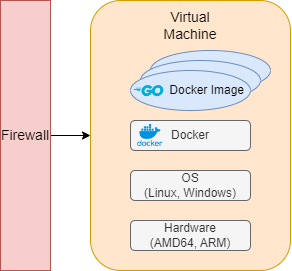 Virtual
Machine
GO Docker Image
Firewall
docker Docker
OS
(Linux, Windows)
Hardware
(AMD64, ARM)